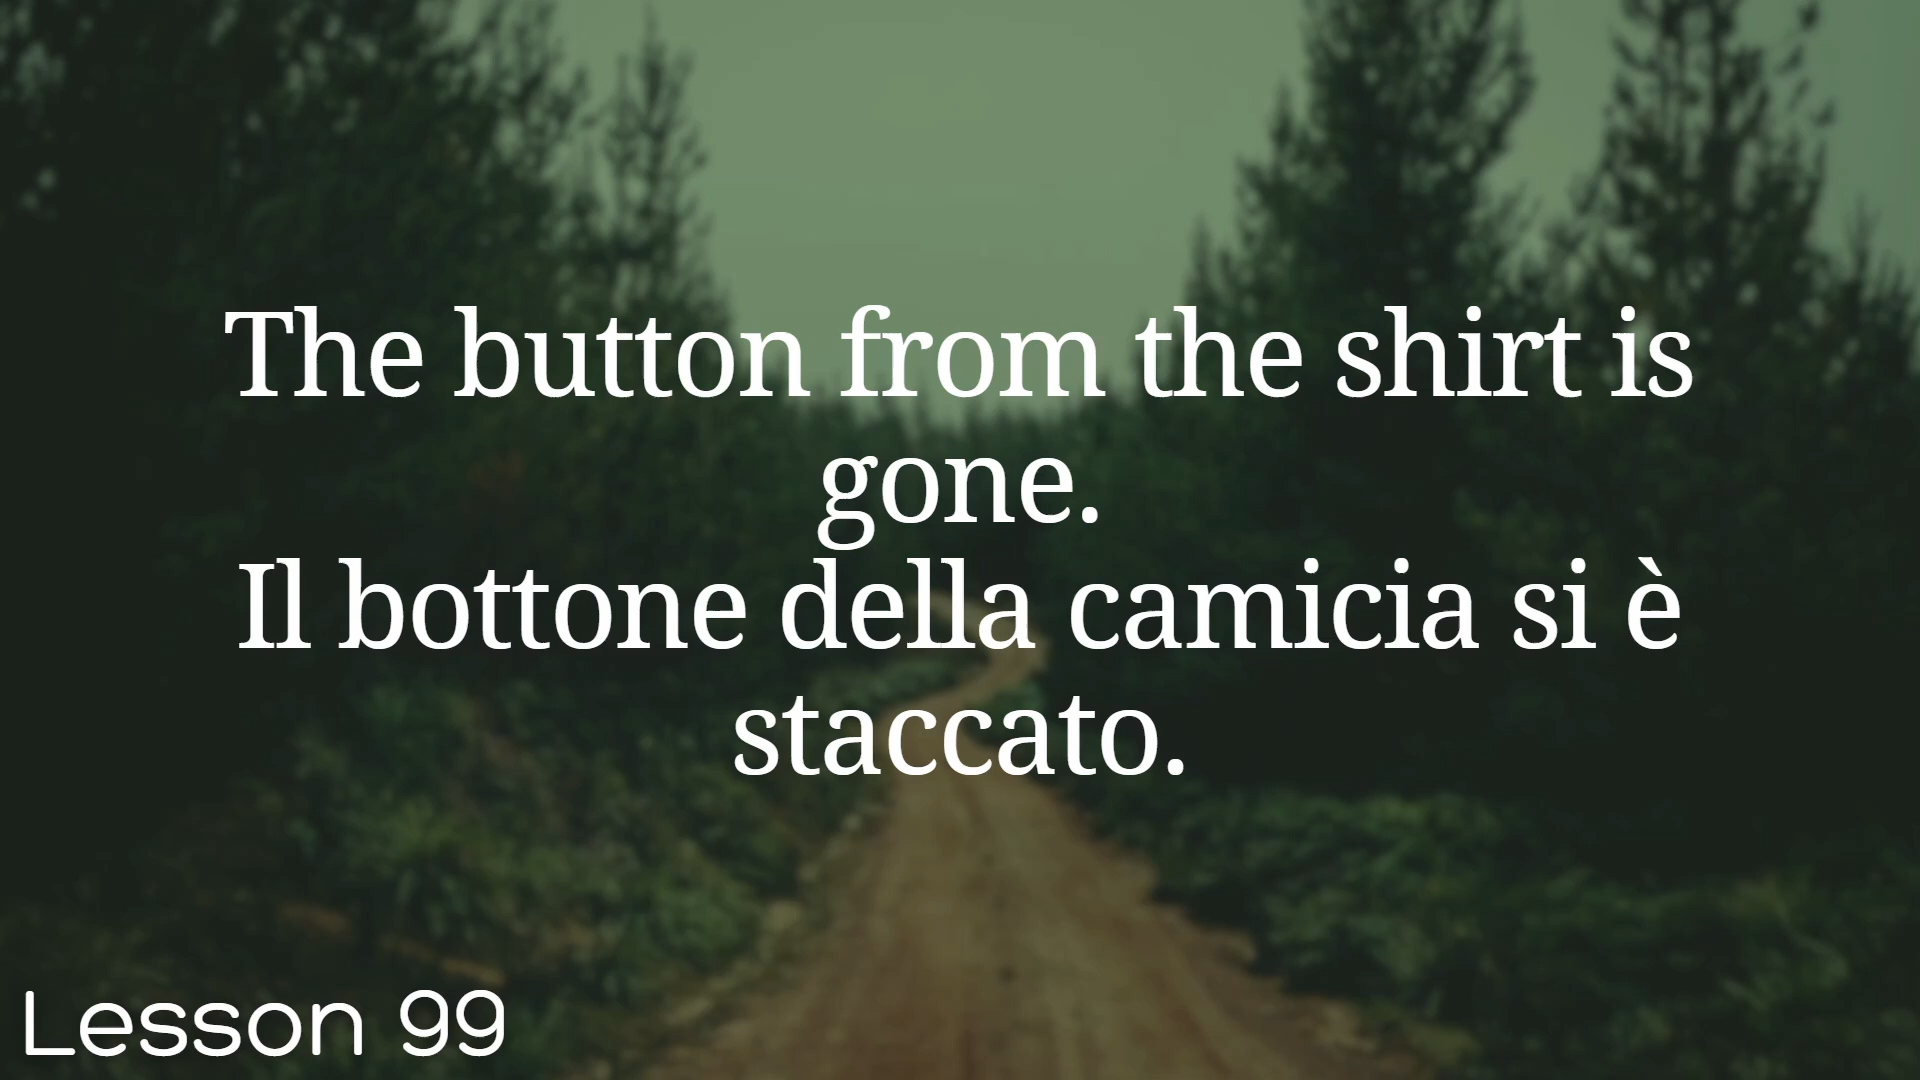 The button from the shirt is
gone.
Il bottone della camicia si è
staccato.
Lesson 99